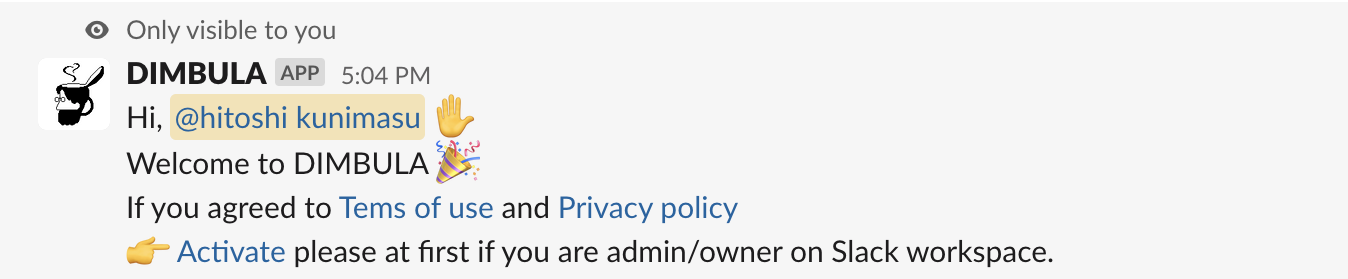 Only visible to you
DIMBULA APP 5:04 PM
Hi, @hitoshi kunimasu 🤚
Welcome to DIMBULA 🎉
If you agreed to Tems of use and Privacy policy
👉 Activate please at first if you are admin/owner on Slack workspace.